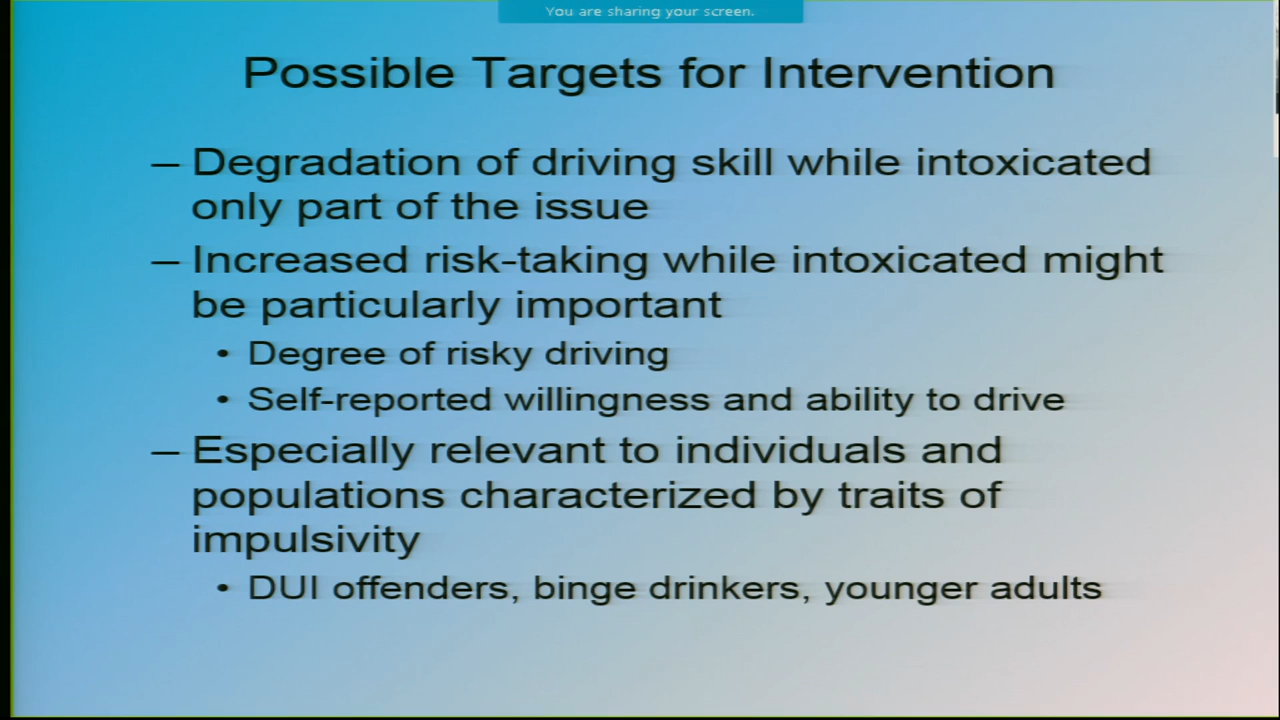 You are sharing your screen.
Possible Targets for Intervention
– Degradation of driving skill while intoxicated
only part of the issue
– Increased risk-taking while intoxicated might
be particularly important
• Degree of risky driving
• Self-reported willingness and ability to drive
– Especially relevant to individuals and
populations characterized by traits of
impulsivity
• DUI offenders, binge drinkers, younger adults